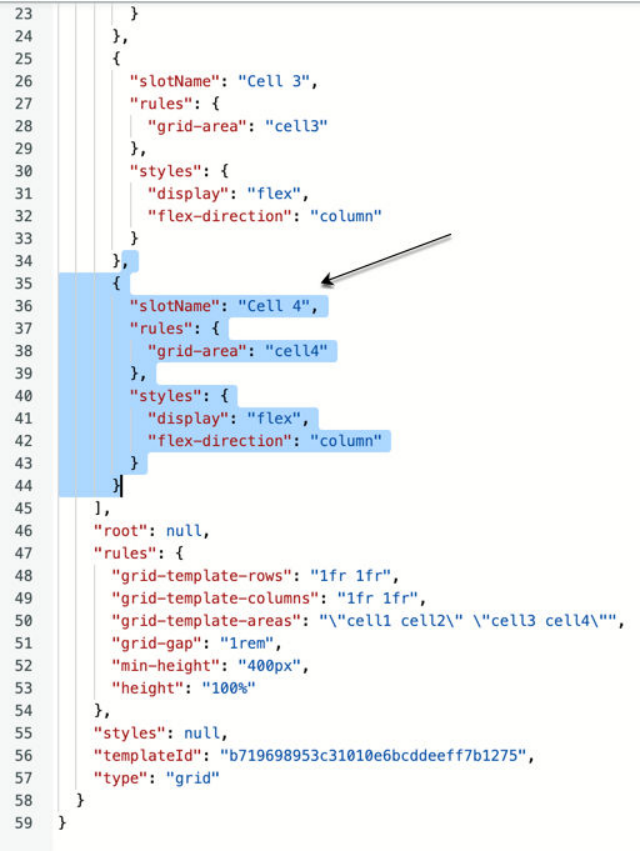 23 }
24 },
25 {
26 "slotName": "Cell 3",
27 "rules": {
28 "grid-area": "cell3"
29 },
30 "styles": {
31 "display": "flex",
32 "flex-direction": "column"
33 }
34 },
35 {
36 "slotName": "Cell 4",
37 "rules": {
38 "grid-area": "cell4"
39 },
40 "styles": {
41 "display": "flex",
42 "flex-direction": "column"
43 }
44 }
45 ],
46 "root": null,
47 "rules": {
48 "grid-template-rows": "1fr 1fr",
49 "grid-template-columns": "1fr 1fr",
50 "grid-template-areas": "\"cell1 cell2\" \"cell3 cell4\"",
51 "grid-gap": "1rem",
52 "min-height": "400px",
53 "height": "100%"
54 },
55 "styles": null,
56 "templateId": "b719698953c31010e6bcddeeff7b1275",
57 "type": "grid"
58 }
59 }